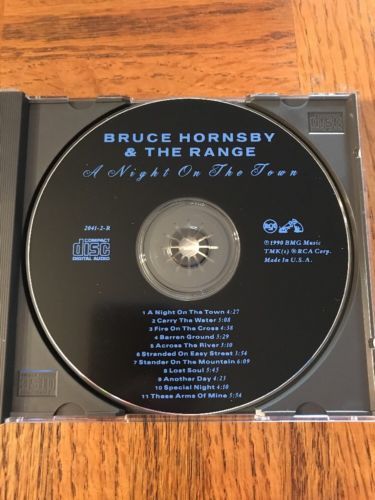 BRUCE HORNSBY
& THE RANGE
A Night On The Town
2041-2-R
COMPACT
disc
DIGITAL AUDIO
RCA
℗1990 BMG Music
TMK(s) ®RCA Corp.
Made In U.S.A.
1 A Night On The Town 4:27
2 Carry The Water 5:08
3 Fire On The Cross 4:38
4 Barren Ground 5:29
5 Across The River 5:10
6 Stranded On Easy Street 5:54
7 Stander On The Mountain 6:09
8 Lost Soul 5:45
9 Another Day 4:25
10 Special Night 4:10
11 These Arms Of Mine 5:54